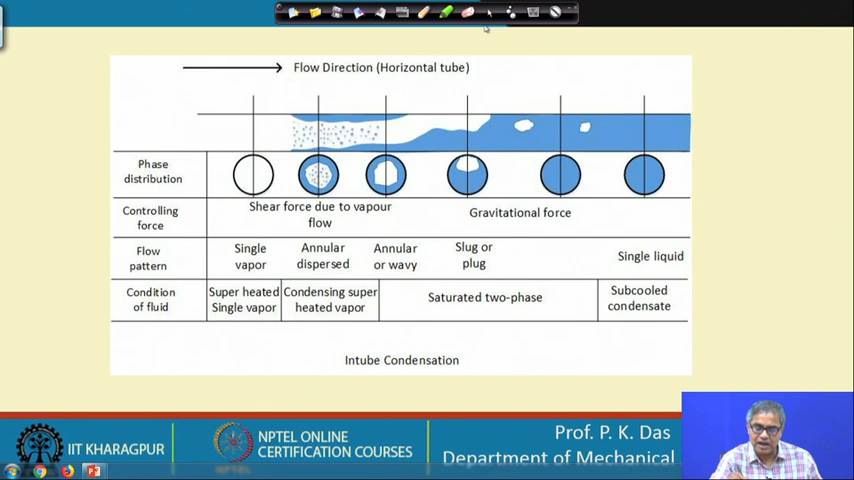 Flow Direction (Horizontal tube)
Phase
distribution
Controlling
force
Shear force due to vapour
flow
Gravitational force
Flow
pattern
Single
vapor
Annular
dispersed
Annular
or wavy
Slug or
plug
Single liquid
Condition
of fluid
Super heated
Single vapor
Condensing super
heated vapor
Saturated two-phase
Subcooled
condensate
Intube Condensation
IIT KHARAGPUR
NPTEL
NPTEL ONLINE
CERTIFICATION COURSES
Prof. P. K. Das
Department of Mechanical